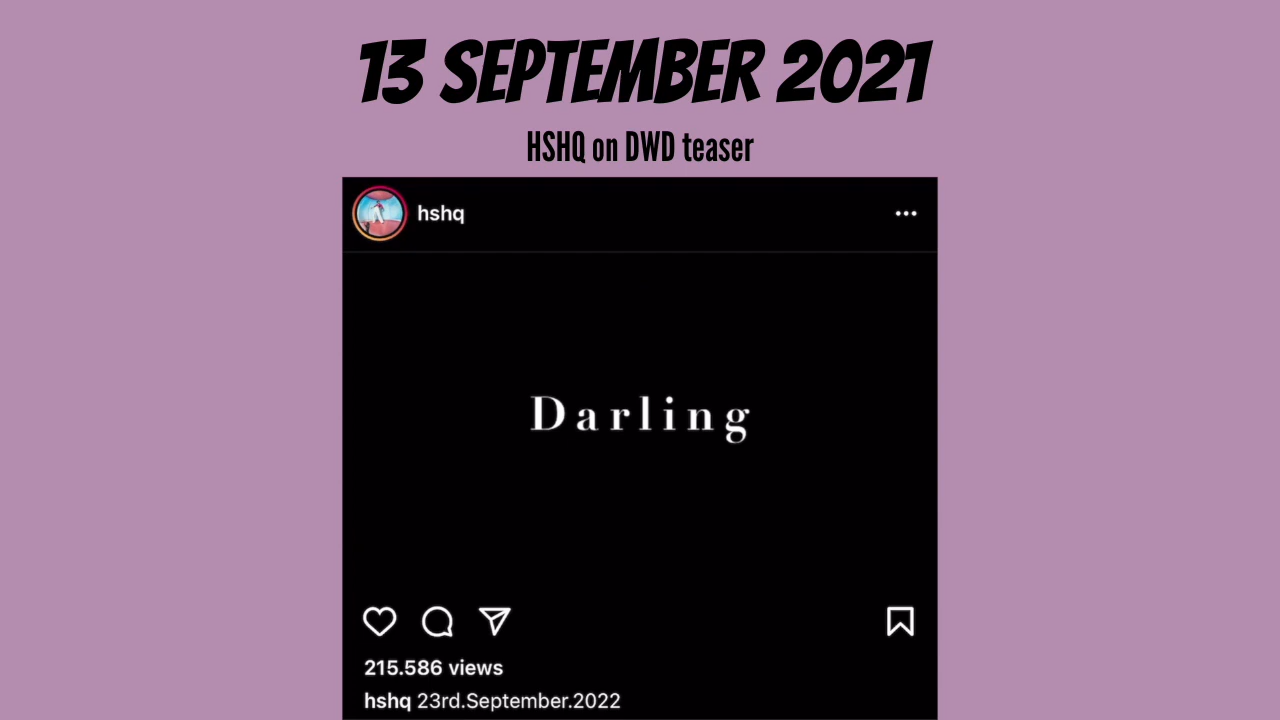 13 SEPTEMBER 2021
HSHQ on DWD teaser
hshq
Darling
215.586 views
hshq 23rd.September.2022